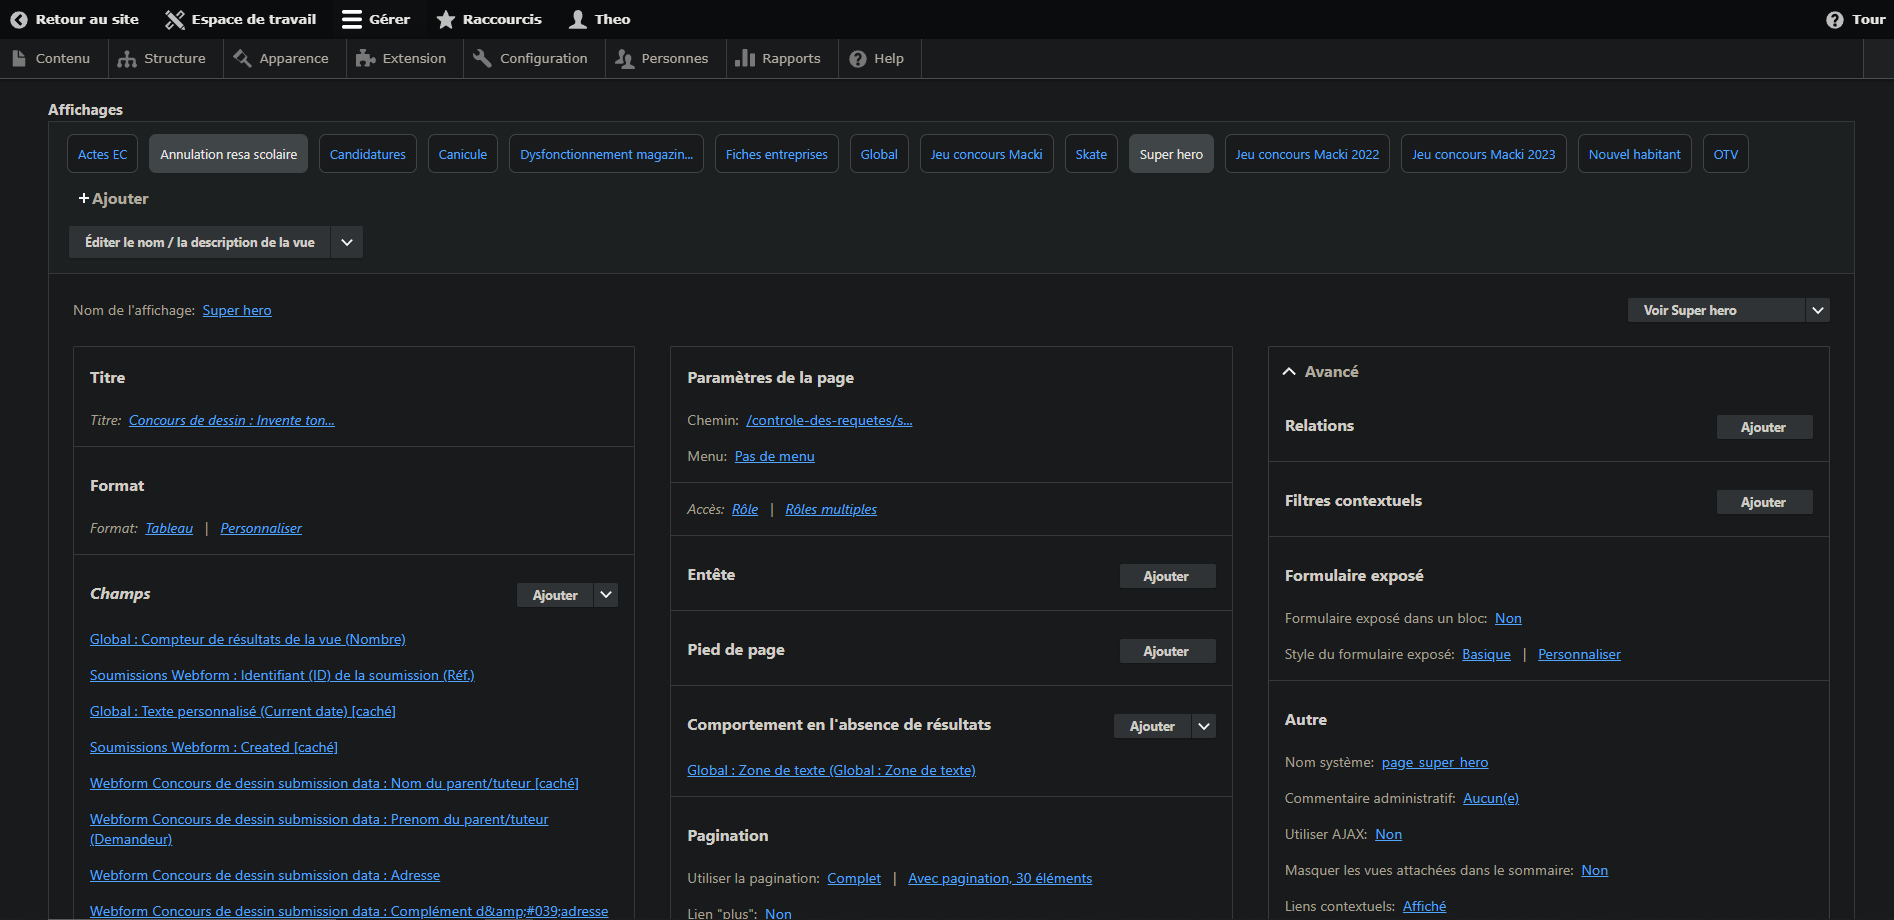 Retour au site Espace de travail Gérer Raccourcis Theo Tour
Contenu Structure Apparence Extension Configuration Personnes Rapports Help
Affichages
Actes EC Annulation resa scolaire Candidatures Canicule Dysfonctionnement magazin... Fiches entreprises Global Jeu concours Macki Skate Super hero Jeu concours Macki 2022 Jeu concours Macki 2023 Nouvel habitant OTV
+ Ajouter
Éditer le nom / la description de la vue
Nom de l'affichage: Super hero
Voir Super hero
Titre
Titre: Concours de dessin : Invente ton...
Format
Format: Tableau | Personnaliser
Champs
Ajouter
Global : Compteur de résultats de la vue (Nombre)
Soumissions Webform : Identifiant (ID) de la soumission (Réf.)
Global : Texte personnalisé (Current date) [caché]
Soumissions Webform : Created [caché]
Webform Concours de dessin submission data : Nom du parent/tuteur [caché]
Webform Concours de dessin submission data : Prenom du parent/tuteur
(Demandeur)
Webform Concours de dessin submission data : Adresse
Webform Concours de dessin submission data : Complément d&amp;#039;adresse
Paramètres de la page
Chemin: /controle-des-requetes/s...
Menu: Pas de menu
Accès: Rôle | Rôles multiples
Entête
Ajouter
Pied de page
Ajouter
Comportement en l'absence de résultats
Ajouter
Global : Zone de texte (Global : Zone de texte)
Pagination
Utiliser la pagination: Complet | Avec pagination, 30 éléments
Lien "plus": Non
Avancé
Relations
Ajouter
Filtres contextuels
Ajouter
Formulaire exposé
Formulaire exposé dans un bloc: Non
Style du formulaire exposé: Basique | Personnaliser
Autre
Nom système: page_super_hero
Commentaire administratif: Aucun(e)
Utiliser AJAX: Non
Masquer les vues attachées dans le sommaire: Non
Liens contextuels: Affiché